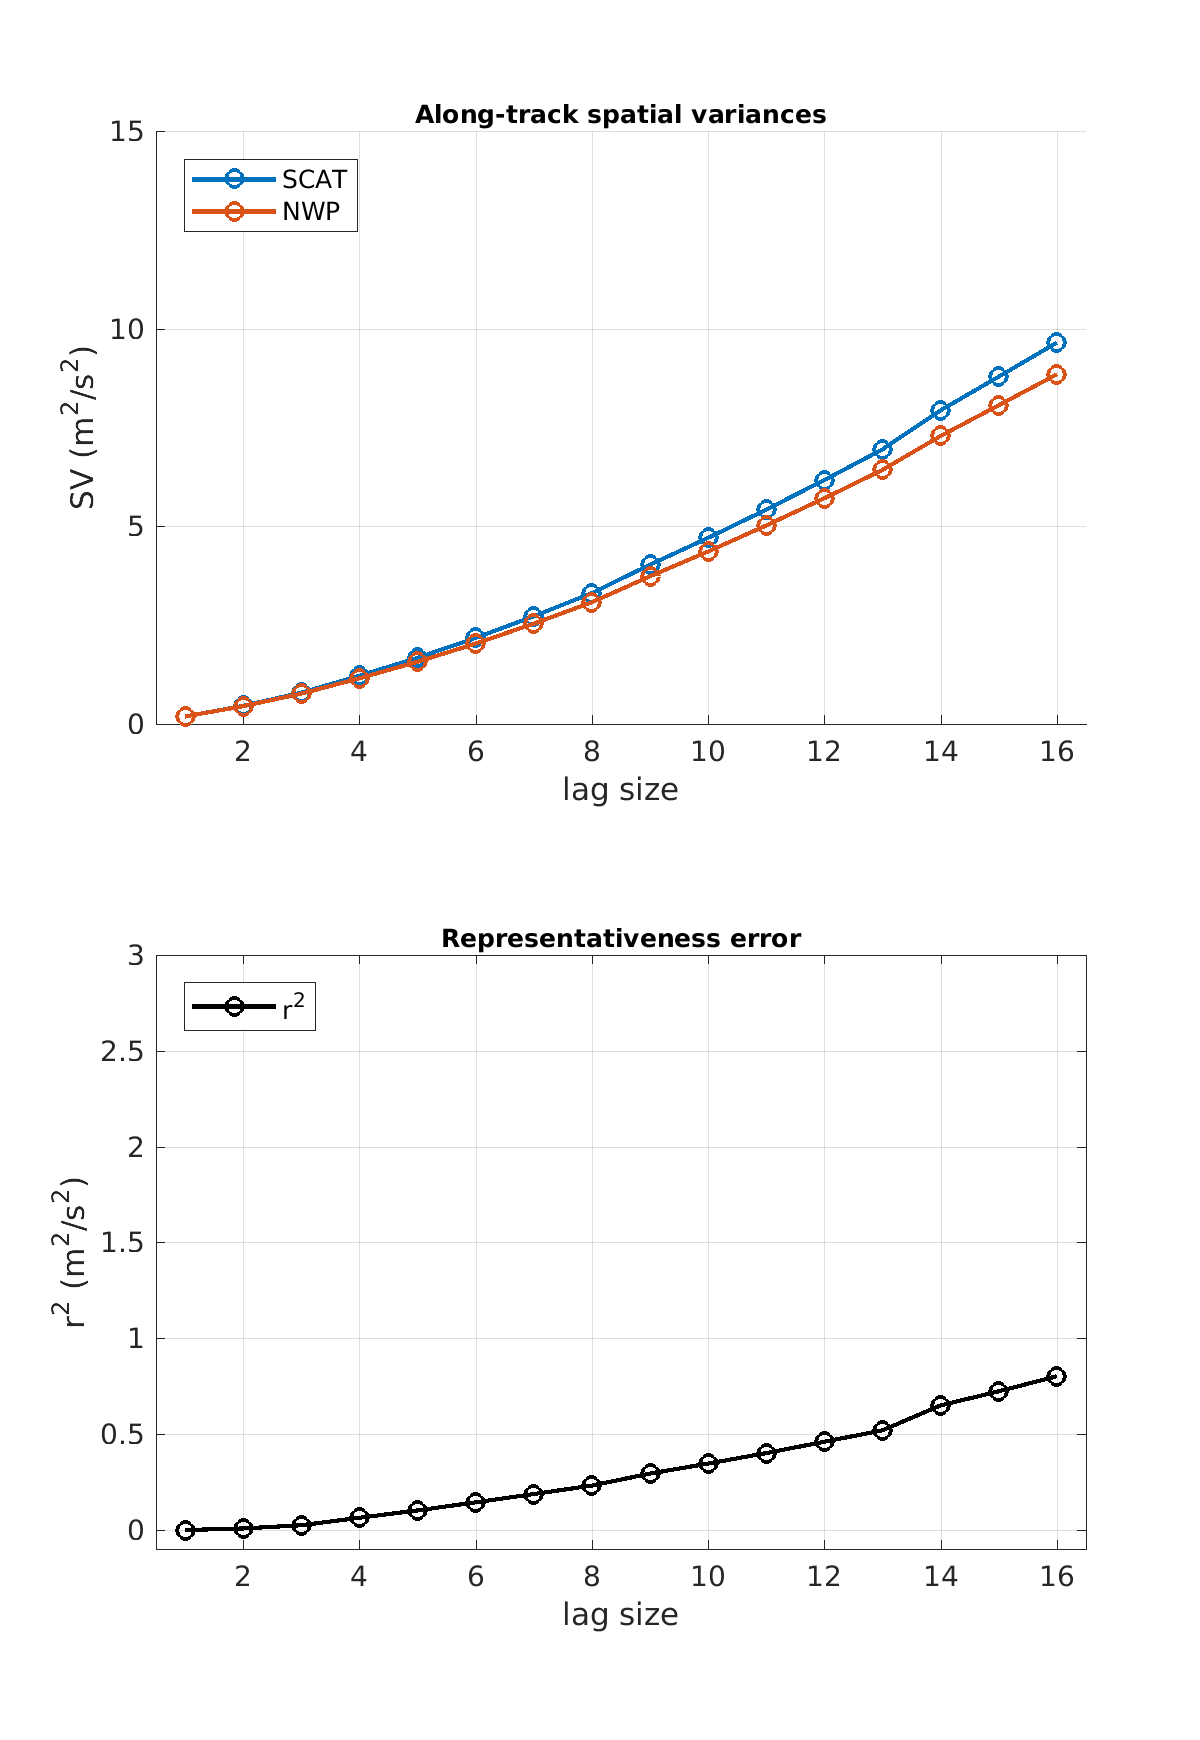 Along-track spatial variances
15
10
5
0
SCAT
NWP
SV (m²/s²)
2 4 6 8 10 12 14 16
lag size
Representativeness error
3
2.5
2
1.5
1
0.5
0
r²
r² (m²/s²)
2 4 6 8 10 12 14 16
lag size